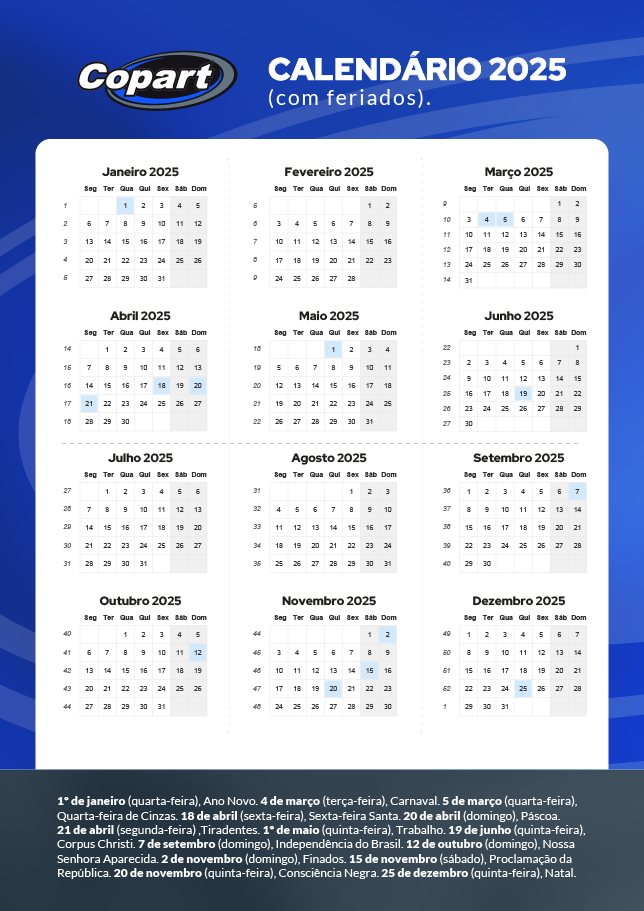 Copart
CALENDÁRIO 2025
(com feriados).
Janeiro 2025
Seg Ter Qua Qui Sex Sáb Dom
1 1 2 3 4 5
2 6 7 8 9 10 11 12
3 13 14 15 16 17 18 19
4 20 21 22 23 24 25 26
5 27 28 29 30 31
Fevereiro 2025
Seg Ter Qua Qui Sex Sáb Dom
5 1 2
6 3 4 5 6 7 8 9
7 10 11 12 13 14 15 16
8 17 18 19 20 21 22 23
9 24 25 26 27 28
Março 2025
Seg Ter Qua Qui Sex Sáb Dom
9 1 2
10 3 4 5 6 7 8 9
11 10 11 12 13 14 15 16
12 17 18 19 20 21 22 23
13 24 25 26 27 28 29 30
14 31
Abril 2025
Seg Ter Qua Qui Sex Sáb Dom
14 1 2 3 4 5 6
15 7 8 9 10 11 12 13
16 14 15 16 17 18 19 20
17 21 22 23 24 25 26 27
18 28 29 30
Maio 2025
Seg Ter Qua Qui Sex Sáb Dom
18 1 2 3 4
19 5 6 7 8 9 10 11
20 12 13 14 15 16 17 18
21 19 20 21 22 23 24 25
22 26 27 28 29 30 31
Junho 2025
Seg Ter Qua Qui Sex Sáb Dom
22 1
23 2 3 4 5 6 7 8
24 9 10 11 12 13 14 15
25 16 17 18 19 20 21 22
26 23 24 25 26 27 28 29
27 30
Julho 2025
Seg Ter Qua Qui Sex Sáb Dom
27 1 2 3 4 5 6
28 7 8 9 10 11 12 13
29 14 15 16 17 18 19 20
30 21 22 23 24 25 26 27
31 28 29 30 31
Agosto 2025
Seg Ter Qua Qui Sex Sáb Dom
31 1 2 3
32 4 5 6 7 8 9 10
33 11 12 13 14 15 16 17
34 18 19 20 21 22 23 24
35 25 26 27 28 29 30 31
Setembro 2025
Seg Ter Qua Qui Sex Sáb Dom
36 1 2 3 4 5 6 7
37 8 9 10 11 12 13 14
38 15 16 17 18 19 20 21
39 22 23 24 25 26 27 28
40 29 30
Outubro 2025
Seg Ter Qua Qui Sex Sáb Dom
40 1 2 3 4 5
41 6 7 8 9 10 11 12
42 13 14 15 16 17 18 19
43 20 21 22 23 24 25 26
44 27 28 29 30 31
Novembro 2025
Seg Ter Qua Qui Sex Sáb Dom
44 1 2
45 3 4 5 6 7 8 9
46 10 11 12 13 14 15 16
47 17 18 19 20 21 22 23
48 24 25 26 27 28 29 30
Dezembro 2025
Seg Ter Qua Qui Sex Sáb Dom
49 1 2 3 4 5 6 7
50 8 9 10 11 12 13 14
51 15 16 17 18 19 20 21
52 22 23 24 25 26 27 28
1 29 30 31
1º de janeiro (quarta-feira), Ano Novo. 4 de março (terça-feira), Carnaval. 5 de março (quarta-feira),
Quarta-feira de Cinzas. 18 de abril (sexta-feira), Sexta-feira Santa. 20 de abril (domingo), Páscoa.
21 de abril (segunda-feira) ,Tiradentes. 1º de maio (quinta-feira), Trabalho. 19 de junho (quinta-feira),
Corpus Christi. 7 de setembro (domingo), Independência do Brasil. 12 de outubro (domingo), Nossa
Senhora Aparecida. 2 de novembro (domingo), Finados. 15 de novembro (sábado), Proclamação da
República. 20 de novembro (quinta-feira), Consciência Negra. 25 de dezembro (quinta-feira), Natal.